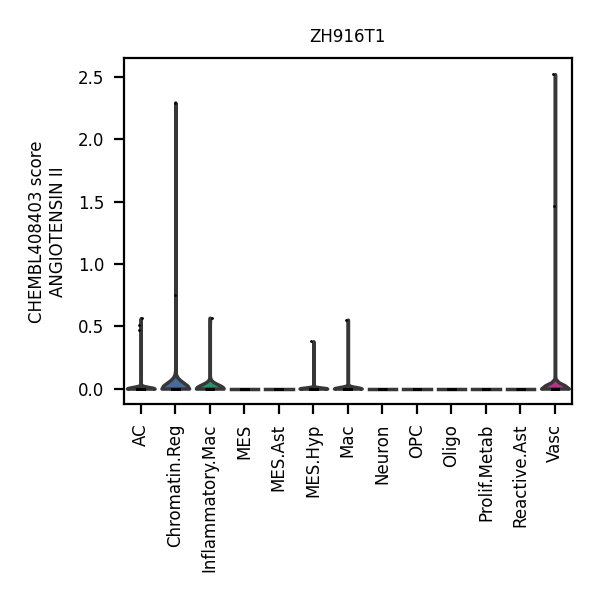 ZH916T1
CHEMBL408403 score
ANGIOTENSIN II
2.5
2.0
1.5
1.0
0.5
0.0
AC
Chromatin.Reg
Inflammatory.Mac
MES
MES.Ast
MES.Hyp
Mac
Neuron
OPC
Oligo
Prolif.Metab
Reactive.Ast
Vasc